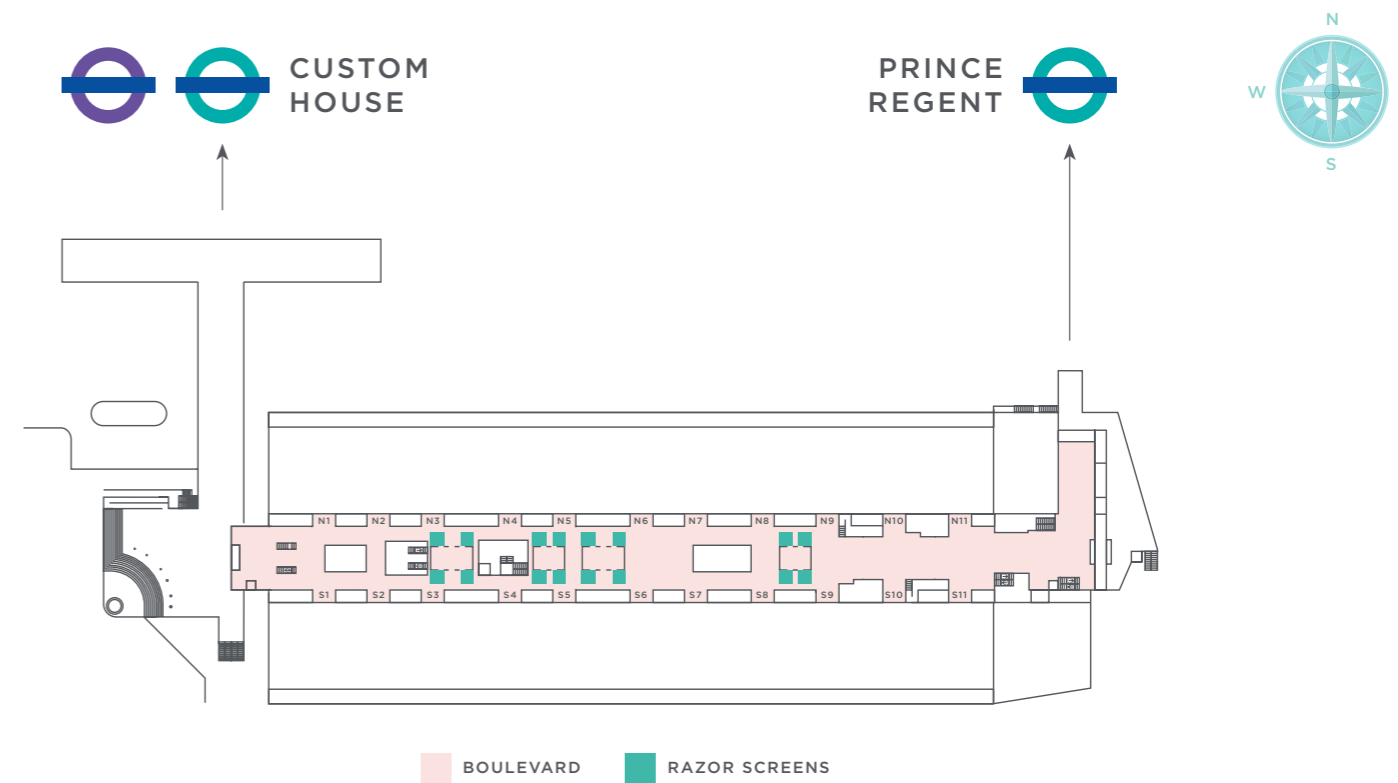 N
CUSTOM
HOUSE
PRINCE
REGENT
W
S
N1 N2 N3 N4 N5 N6 N7 N8 N9 N10 N11
S1 S2 S3 S4 S5 S6 S7 S8 S9 S10 S11
BOULEVARD RAZOR SCREENS